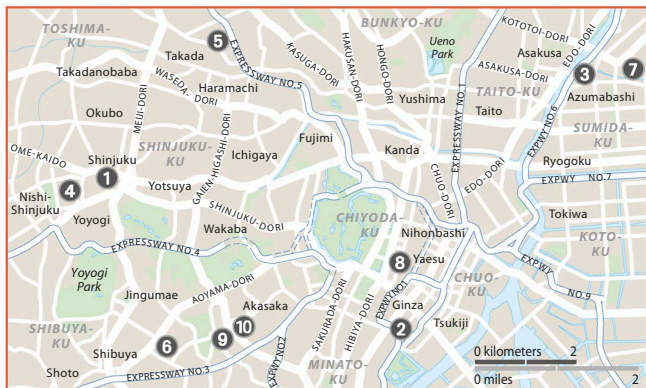 TOSHIMA-
KU
BUNKYO-KU
KOTOTOI-DORI
5
Takada
EXPRESSWAY NO.5
KASUGA-DORI
HAKUSAN-DORI
HONGO-DORI
Ueno
Park
Asakusa
EDO-DORI
3
7
Takadanobaba
WASEDA-DORI
Haramachi
ASAKUSA-DORI
TAITO-KU
Azumabashi
Yushima
Taito
EXPRESSWAY NO.1
EXPWY NO.6
SUMIDA-
KU
Okubo
MEIJI-DORI
SHINJUKU-
KU
GAIEN-HIGASHI-DORI
Ichigaya
Fujimi
Kanda
Ryogoku
OME-KAIDO
Shinjuku
1
4
Nishi-
Shinjuku
Yotsuya
CHUO-DORI
EDO-DORI
EXPWY NO.7
Yoyogi
SHINJUKU-DORI
Wakaba
CHIYODA-
KU
Nihonbashi
Tokiwa
KOTO-
KU
EXPRESSWAY NO.4
8
Yaesu
CHUO-
KU
EXPWY
NO.9
Yoyogi
Park
Jingumae
AOYAMA-DORI
Akasaka
SAKURADA-DORI
HIBIYA-DORI
EXPWY NO.1
Ginza
2
Tsukiji
SHIBUYA-
KU
6
9
10
Shibuya
Shoto
EXPRESSWAY NO.3
EXPWY NO.2
MINATO-
KU
0 kilometers 2
0 miles 2